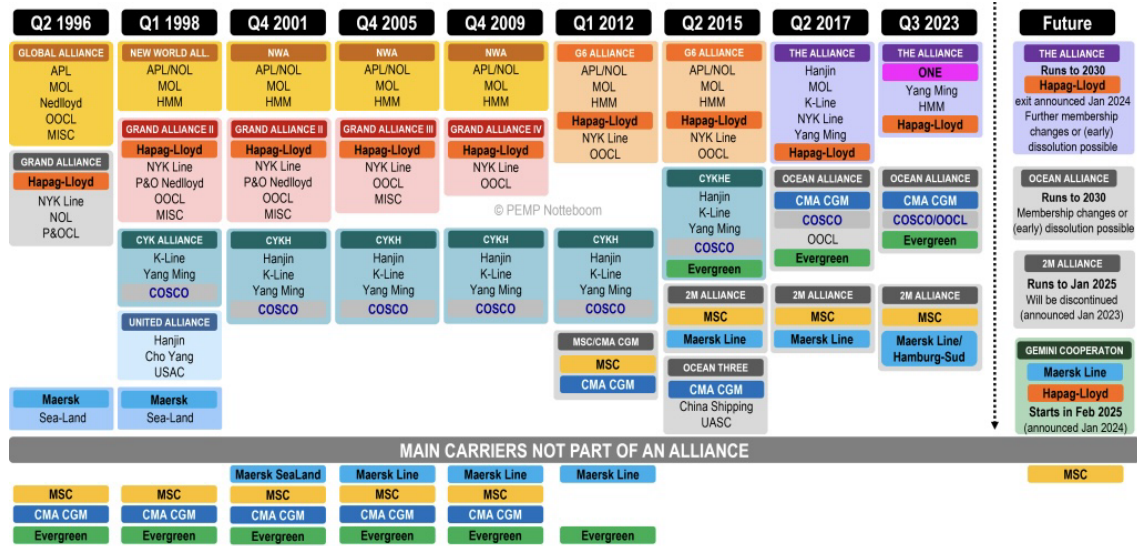 Q2 1996
GLOBAL ALLIANCE
APL
MOL
Nedlloyd
OOCL
MISC
GRAND ALLIANCE
Hapag-Lloyd
NYK Line
NOL
P&OCL
Maersk
Sea-Land
Q1 1998
NEW WORLD ALL.
APL/NOL
MOL
HMM
GRAND ALLIANCE II
Hapag-Lloyd
NYK Line
P&O Nedlloyd
OOCL
MISC
CYK ALLIANCE
K-Line
Yang Ming
COSCO
UNITED ALLIANCE
Hanjin
Cho Yang
USAC
Maersk
Sea-Land
Q4 2001
NWA
APL/NOL
MOL
HMM
GRAND ALLIANCE II
Hapag-Lloyd
NYK Line
P&O Nedlloyd
OOCL
MISC
CYKH
Hanjin
K-Line
Yang Ming
COSCO
Q4 2005
NWA
APL/NOL
MOL
HMM
GRAND ALLIANCE III
Hapag-Lloyd
NYK Line
OOCL
MISC
CYKH
Hanjin
K-Line
Yang Ming
COSCO
Q4 2009
NWA
APL/NOL
MOL
HMM
GRAND ALLIANCE IV
Hapag-Lloyd
NYK Line
OOCL
© PEMP Notteboom
CYKH
Hanjin
K-Line
Yang Ming
COSCO
Q1 2012
G6 ALLIANCE
APL/NOL
MOL
HMM
Hapag-Lloyd
NYK Line
OOCL
CYKH
Hanjin
K-Line
Yang Ming
COSCO
MSC/CMA CGM
MSC
CMA CGM
Q2 2015
G6 ALLIANCE
APL/NOL
MOL
HMM
Hapag-Lloyd
NYK Line
OOCL
CYKHE
Hanjin
K-Line
Yang Ming
COSCO
Evergreen
2M ALLIANCE
MSC
Maersk Line
OCEAN THREE
CMA CGM
China Shipping
UASC
Q2 2017
THE ALLIANCE
Hanjin
MOL
K-Line
NYK Line
Yang Ming
Hapag-Lloyd
OCEAN ALLIANCE
CMA CGM
COSCO
OOCL
Evergreen
2M ALLIANCE
MSC
Maersk Line
Q3 2023
THE ALLIANCE
ONE
Yang Ming
HMM
Hapag-Lloyd
OCEAN ALLIANCE
CMA CGM
COSCO/OOCL
Evergreen
2M ALLIANCE
MSC
Maersk Line/
Hamburg-Sud
Future
THE ALLIANCE
Runs to 2030
Hapag-Lloyd
exit announced Jan 2024
Further membership
changes or (early)
dissolution possible
OCEAN ALLIANCE
Runs to 2030
Membership changes or
(early) dissolution possible
2M ALLIANCE
Runs to Jan 2025
Will be discontinued
(announced Jan 2023)
GEMINI COOPERATON
Maersk Line
Hapag-Lloyd
Starts in Feb 2025
(announced Jan 2024)
MAIN CARRIERS NOT PART OF AN ALLIANCE
MSC
CMA CGM
Evergreen
MSC
CMA CGM
Evergreen
Maersk SeaLand
MSC
CMA CGM
Evergreen
Maersk Line
MSC
CMA CGM
Evergreen
Maersk Line
MSC
CMA CGM
Evergreen
Maersk Line
Evergreen
MSC